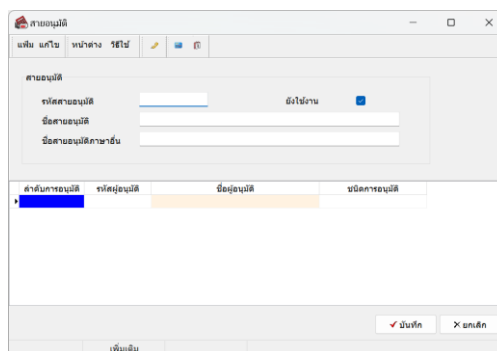 สายอนุมัติ
แฟ้ม แก้ไข หน้าต่าง วิธีใช้
สายอนุมัติ
รหัสสายอนุมัติ ยังใช้งาน
ชื่อสายอนุมัติ
ชื่อสายอนุมัติภาษาอื่น
ลำดับการอนุมัติ รหัสผู้อนุมัติ ชื่อผู้อนุมัติ ชนิดการอนุมัติ
บันทึก ยกเลิก
เพิ่มเติม